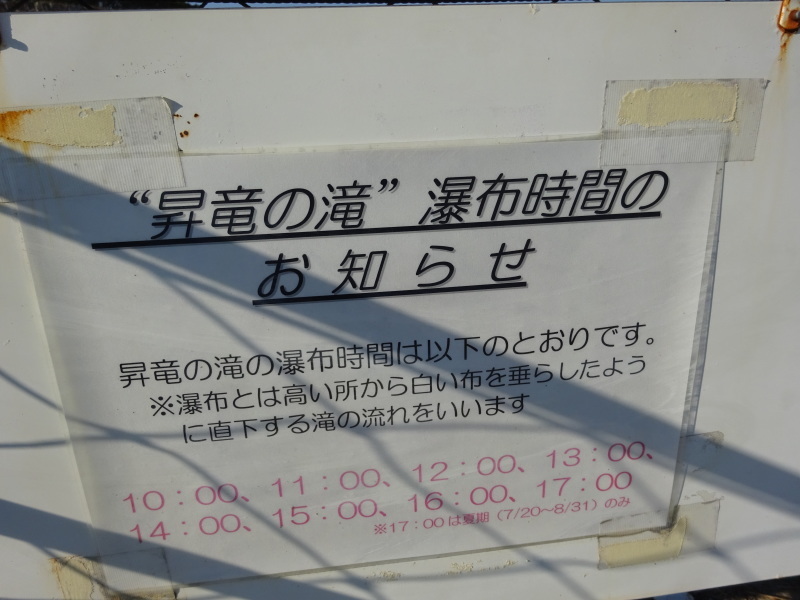 “昇竜の滝”瀑布時間の
お知らせ
昇竜の滝の瀑布時間は以下のとおりです。
※瀑布とは高い所から白い布を垂らしたよう
に直下する滝の流れをいいます
10：00、11：00、12：00、13：00、
14：00、15：00、16：00、17：00
※17：00は夏期（7/20～8/31）のみ